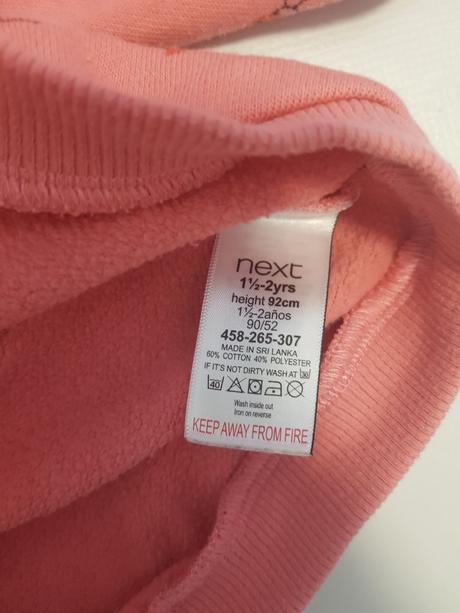 next
1½-2yrs
height 92cm
1½-2años
90/52
458-265-307
MADE IN SRI LANKA
60% COTTON 40% POLYESTER
IF IT'S NOT DIRTY WASH AT 30
40
Wash inside out
Iron on reverse
KEEP AWAY FROM FIRE